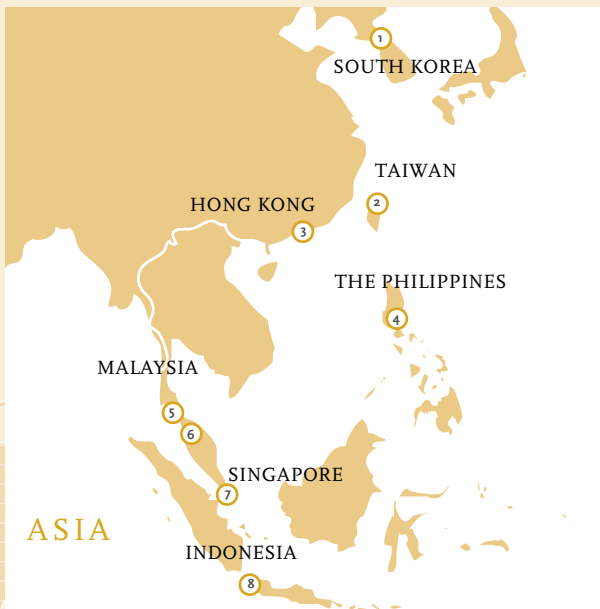 1
SOUTH KOREA
TAIWAN
2
HONG KONG
3
THE PHILIPPINES
4
MALAYSIA
5
6
SINGAPORE
7
ASIA
INDONESIA
8